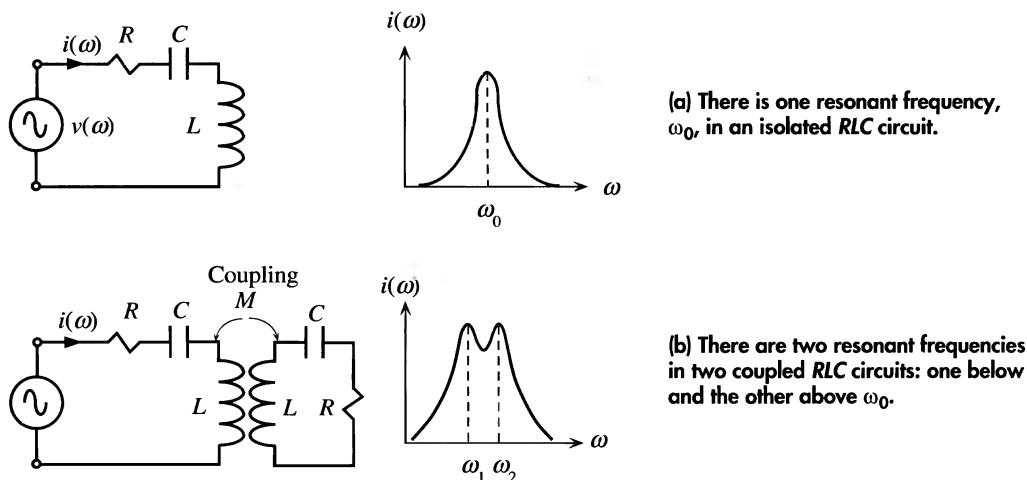 i(ω) R C
v(ω) L
i(ω)
ω
ω₀
(a) There is one resonant frequency,
ω₀, in an isolated RLC circuit.
Coupling
M
i(ω) R C C
L L R
i(ω)
ω
ω₁ ω₂
(b) There are two resonant frequencies
in two coupled RLC circuits: one below
and the other above ω₀.